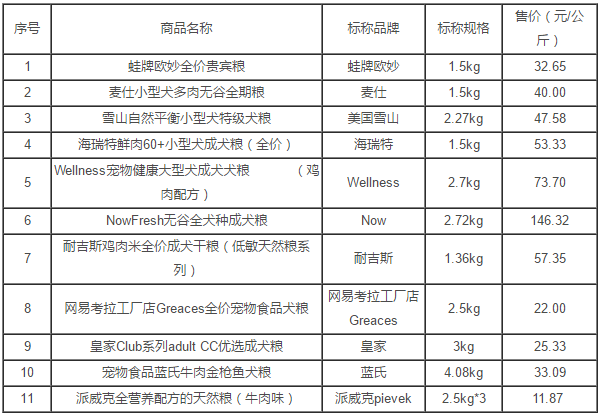 序号 商品名称 标称品牌 标称规格 售价（元/公
斤）
1 蛙牌欧妙全价贵宾粮 蛙牌欧妙 1.5kg 32.65
2 麦仕小型犬多肉无谷全期粮 麦仕 1.5kg 40.00
3 雪山自然平衡小型犬特级犬粮 美国雪山 2.27kg 47.58
4 海瑞特鲜肉60+小型犬成犬粮（全价） 海瑞特 1.5kg 53.33
5 Wellness宠物健康大型犬成犬犬粮 （鸡
肉配方） Wellness 2.7kg 73.70
6 NowFresh无谷全犬种成犬粮 Now 2.72kg 146.32
7 耐吉斯鸡肉米全价成犬干粮（低敏天然粮系
列） 耐吉斯 1.36kg 57.35
8 网易考拉工厂店Greaces全价宠物食品犬粮 网易考拉工厂店
Greaces 2.5kg 22.00
9 皇家Club系列adult CC优选成犬粮 皇家 3kg 25.33
10 宠物食品蓝氏牛肉金枪鱼犬粮 蓝氏 4.08kg 33.09
11 派威克全营养配方的天然粮（牛肉味） 派威克pievek 2.5kg*3 11.87